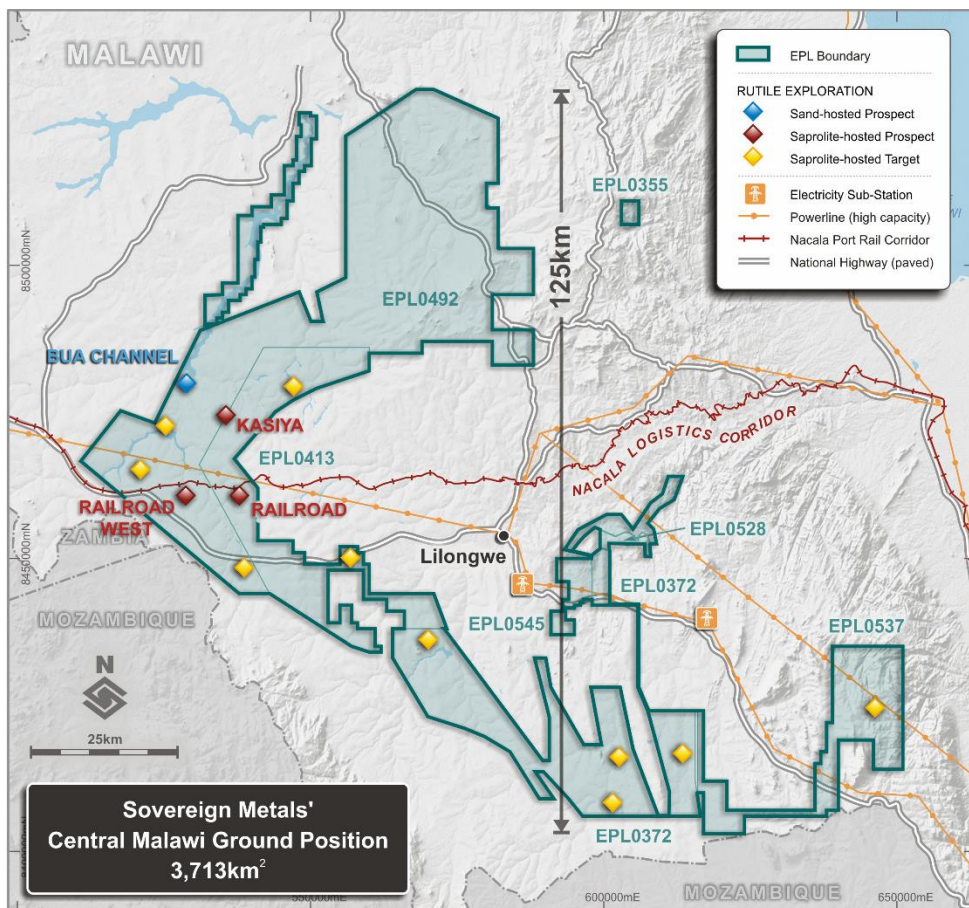 MALAWI
EPL Boundary
RUTILE EXPLORATION
Sand-hosted Prospect
Saprolite-hosted Prospect
Saprolite-hosted Target
Electricity Sub-Station
Powerline (high capacity)
Nacala Port Rail Corridor
National Highway (paved)
EPL0355
125km
8500000mN
EPL0492
BUA CHANNEL
KASIYA
EPL0413
NACALA LOGISTICS CORRIDOR
RAILROAD
WEST
RAILROAD
ZAMBIA
EPL0528
Lilongwe
8450000mN
EPL0372
MOZAMBIQUE
EPL0545
EPL0537
N
25km
Sovereign Metals'
Central Malawi Ground Position
3,713km²
EPL0372
MOZAMBIQUE
550000mE
600000mE
650000mE